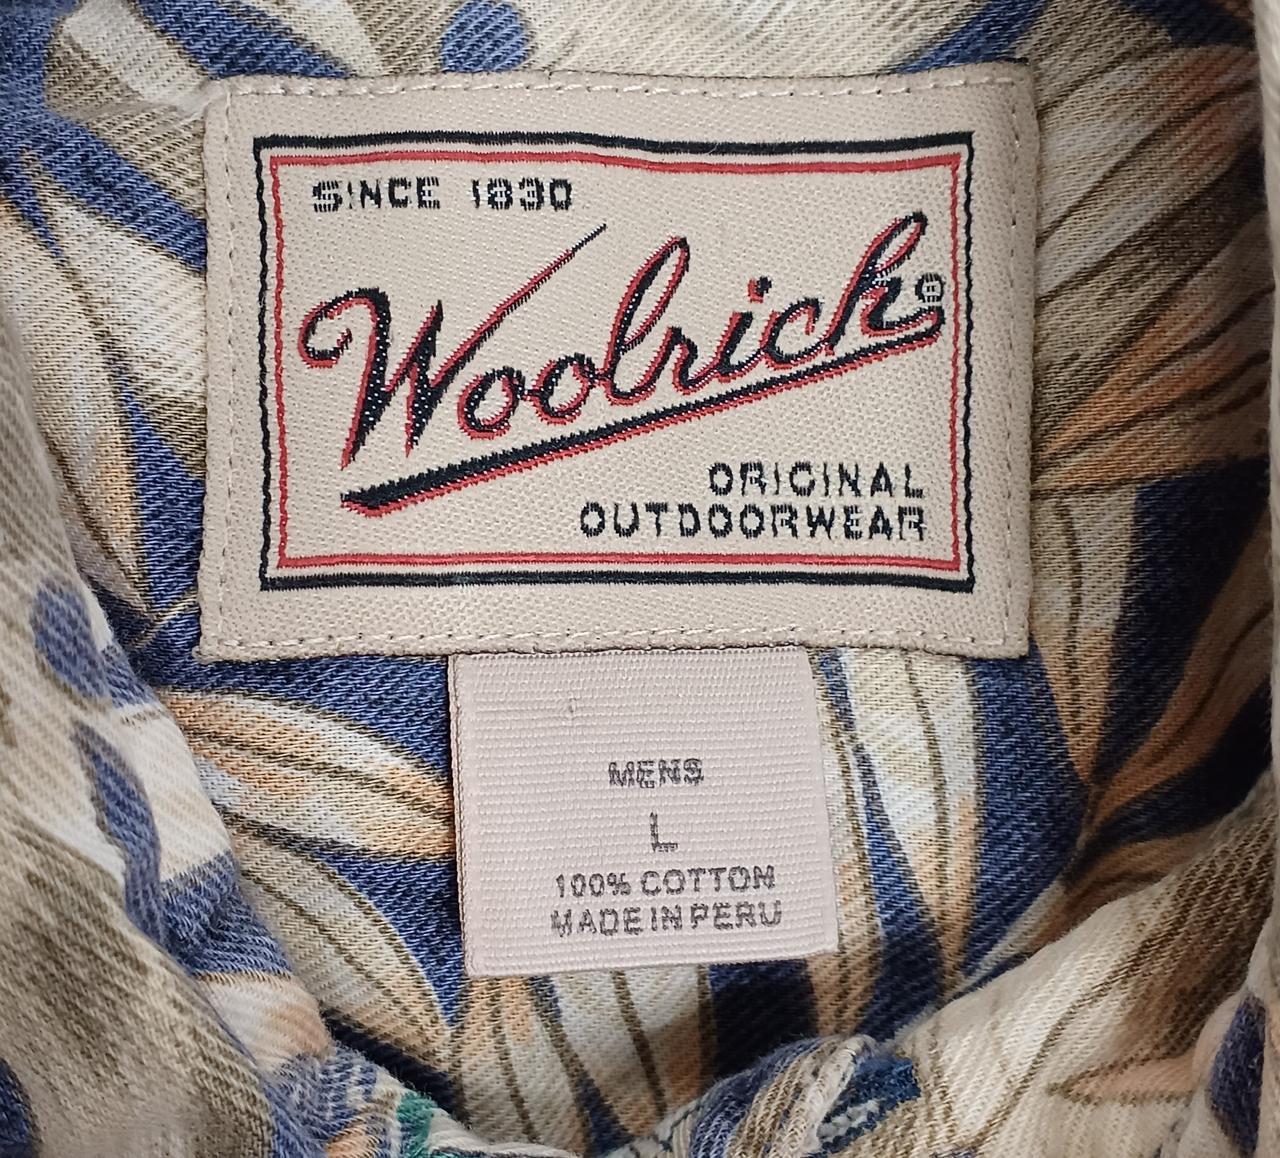 SINCE 1830
Woolrich®
ORIGINAL
OUTDOORWEAR
MENS
L
100% COTTON
MADE IN PERU